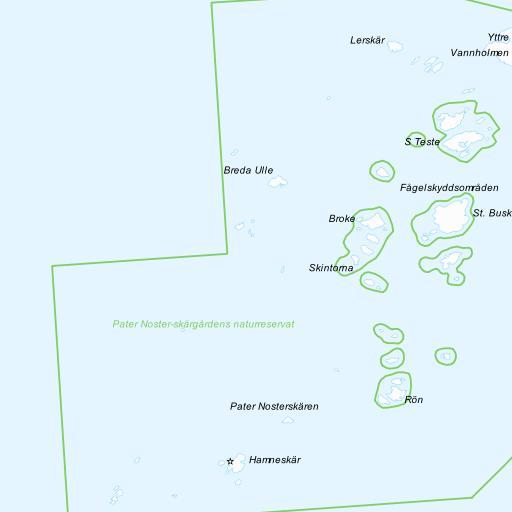 Yttre
Lerskär
Vannholmen
S Teste
Breda Ulle
Fågelskyddsområden
Broke
St. Busk
Skintorna
Pater Noster-skärgårdens naturreservat
Rön
Pater Nosterskären
Hamneskär